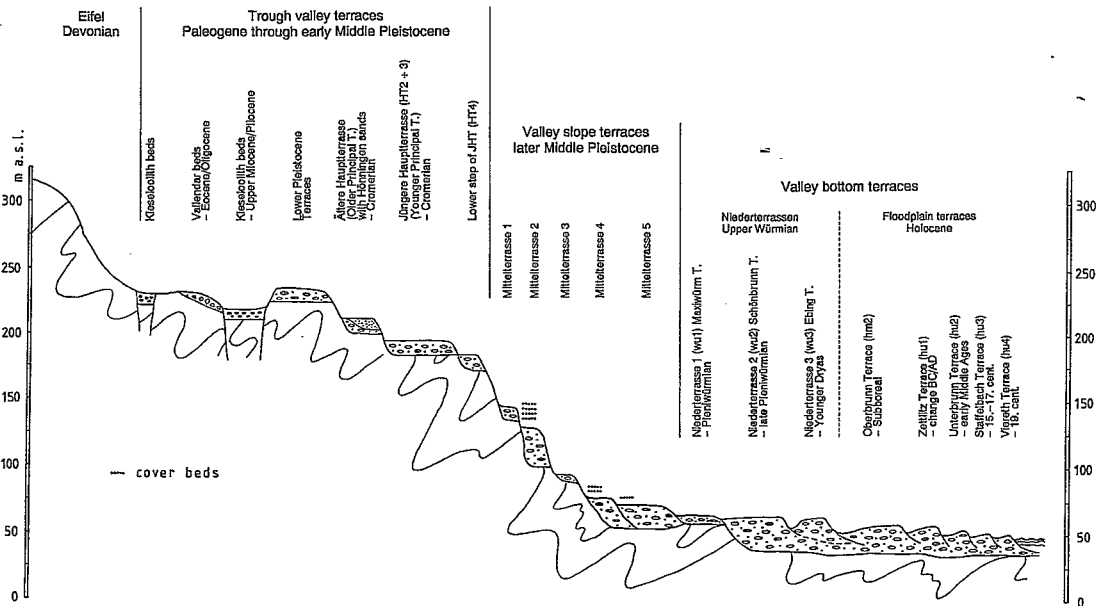 Eifel
Devonian
Trough valley terraces
Paleogene through early Middle Pleistocene
Kieseloolith beds
Vallendar beds
– Eocene/Oligocene
Kieseloolith beds
– Upper Miocene/Pliocene
Lower Pleistocene
Terraces
Ältere Hauptterrasse
(Older Principal T.)
with Hönningen sands
– Cromerian
Jüngere Hauptterrasse (HT2 + 3)
(Younger Principal T.)
– Cromerian
Lower step of JHT (HT4)
Valley slope terraces
later Middle Pleistocene
Mittelterrasse 1
Mittelterrasse 2
Mittelterrasse 3
Mittelterrasse 4
Mittelterrasse 5
Valley bottom terraces
Niederterrassen
Upper Würmian
Floodplain terraces
Holocene
Niederterrasse 1 (wu1) Maxiwürm T.
– Pleniwürmian
Niederterrasse 2 (wu2) Schönbrunn T.
– late Pleniwürmian
Niederterrasse 3 (wu3) Ebing T.
– Younger Dryas
Oberbrunn Terrace (hm2)
– Subboreal
Zettlitz Terrace (hu1)
– change BC/AD
Unterbrunn Terrace (hu2)
– early Middle Ages
Staffelbach Terrace (hu3)
– 15.–17. cent.
Viereth Terrace (hu4)
– 19. cent.
m a.s.l.
300
250
200
150
100
50
0
300
250
200
150
100
50
0
cover beds